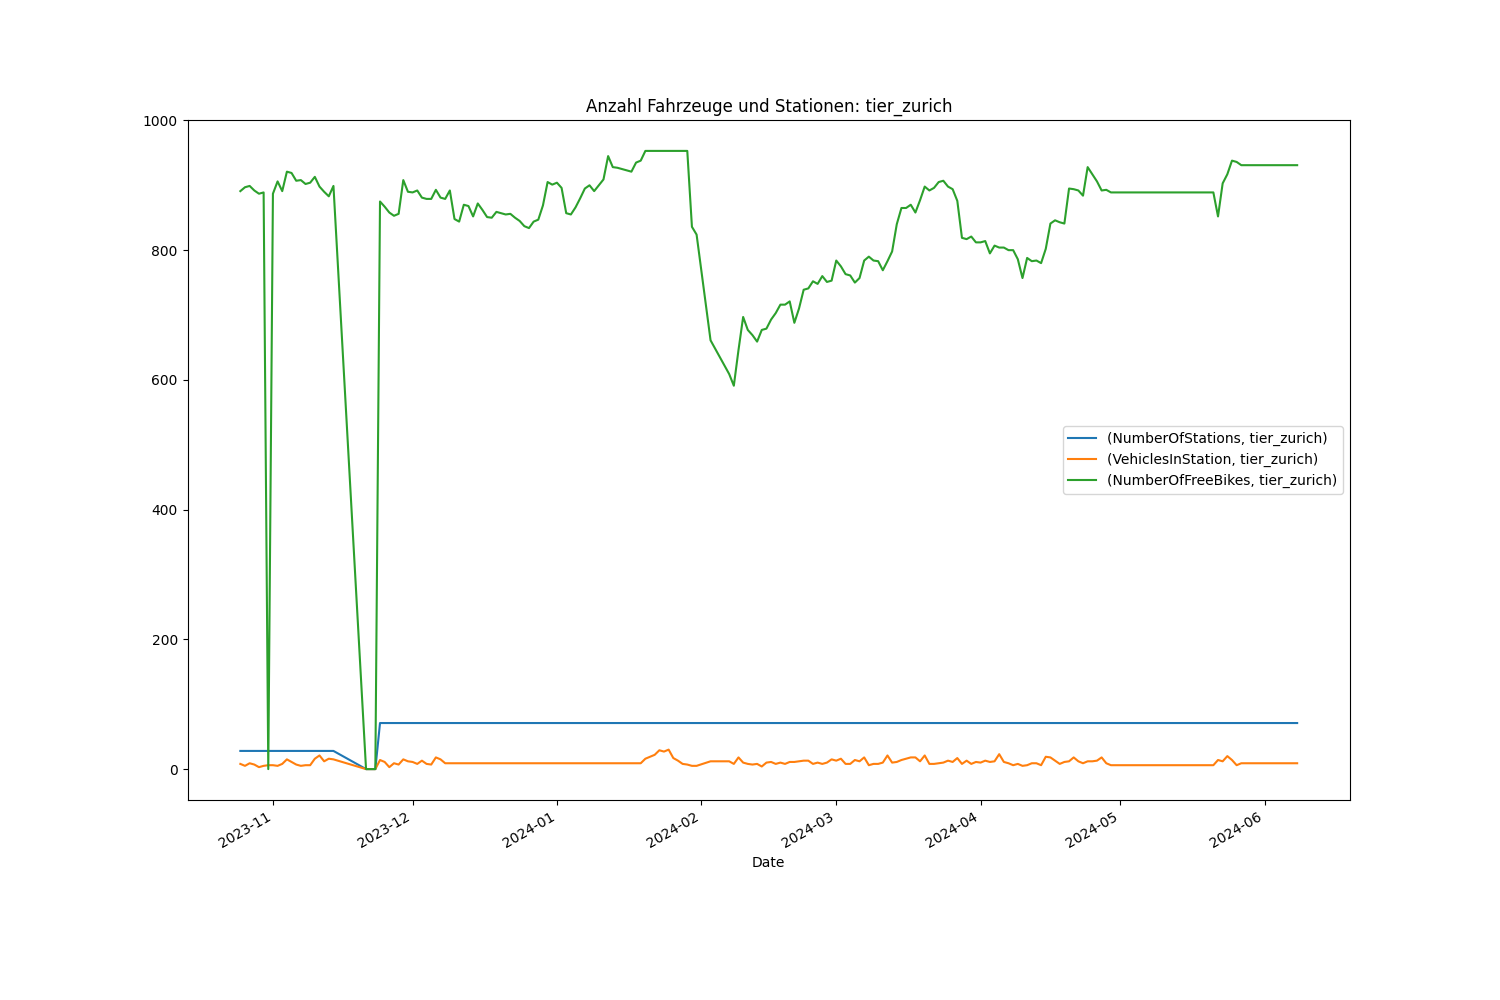 Anzahl Fahrzeuge und Stationen: tier_zurich
1000
800
600
400
200
0
(NumberOfStations, tier_zurich)
(VehiclesInStation, tier_zurich)
(NumberOfFreeBikes, tier_zurich)
2023-11
2023-12
2024-01
2024-02
2024-03
2024-04
2024-05
2024-06
Date